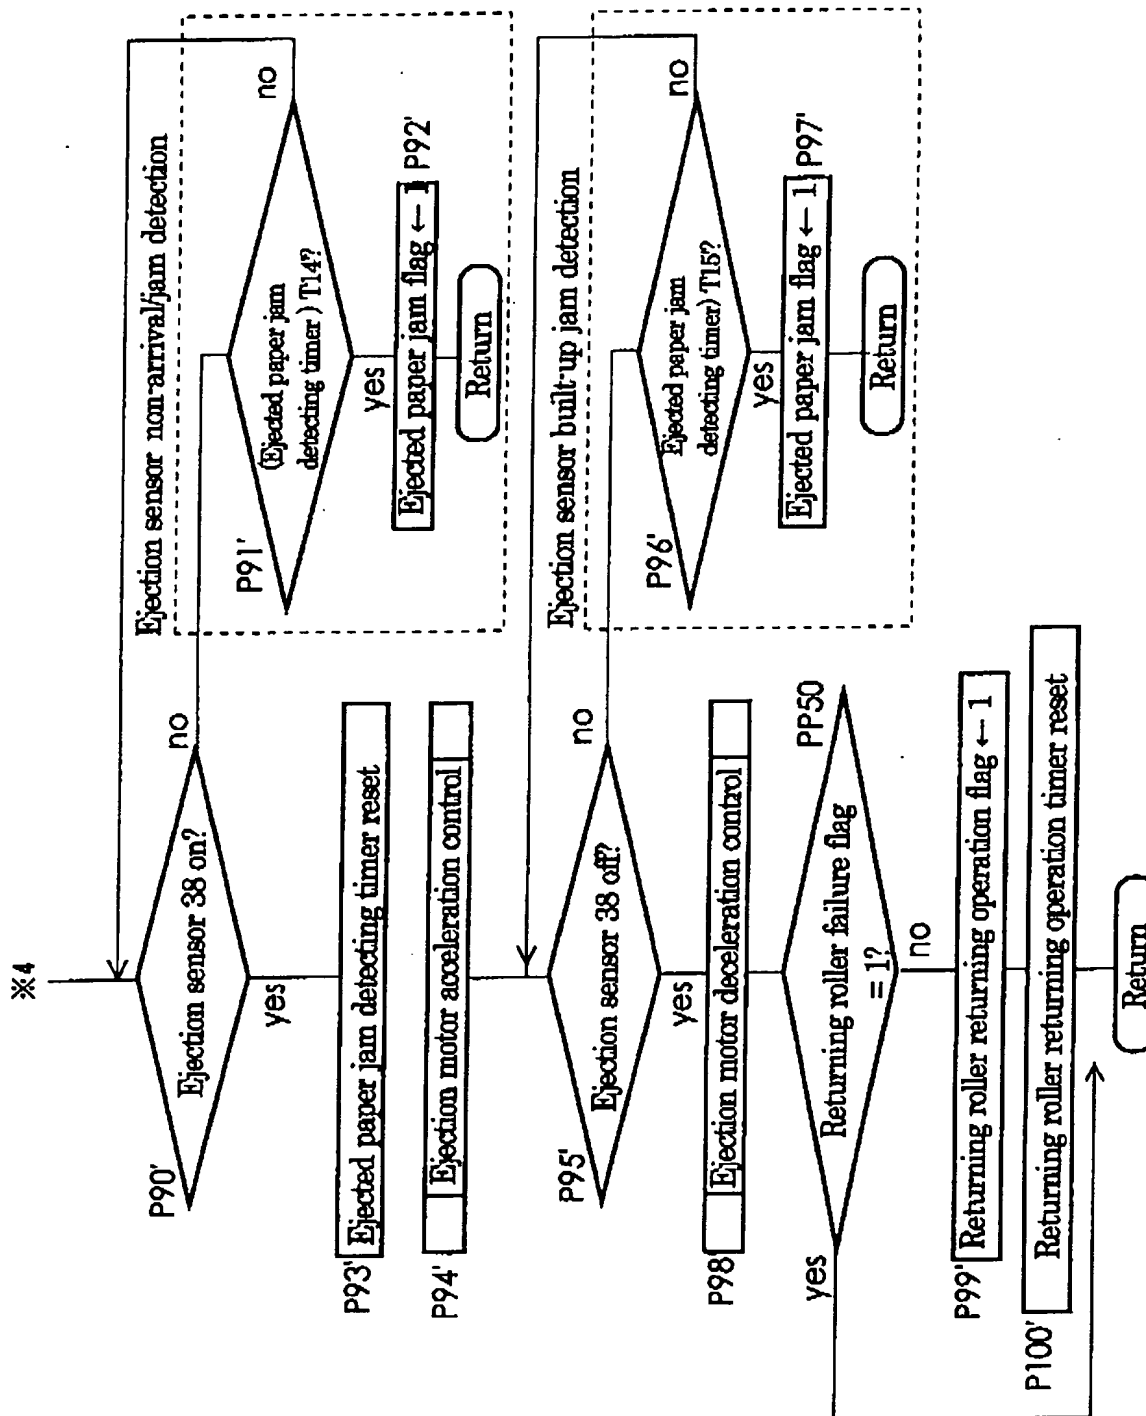 ※4
P90'
Ejection sensor 38 on?
no
yes
Ejection sensor non-arrival/jam detection
P91'
(Ejected paper jam
detecting timer ) T14?
no
yes
Ejected paper jam flag ← 1
P92'
Return
P93'
Ejected paper jam detecting timer reset
P94'
Ejection motor acceleration control
P95'
Ejection sensor 38 off?
no
yes
Ejection sensor built-up jam detection
P96'
Ejected paper jam
detecting timer) T15?
no
yes
Ejected paper jam flag ← 1
P97'
Return
P98
Ejection motor deceleration control
PP50
Returning roller failure flag
= 1?
yes
no
P99'
Returning roller returning operation flag ← 1
P100'
Returning roller returning operation timer reset
Return